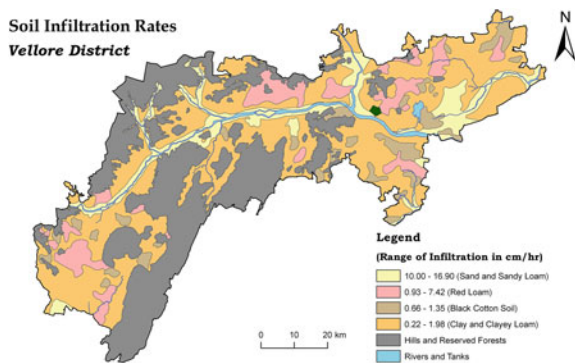 Soil Infiltration Rates
Vellore District
N
Legend
(Range of Infiltration in cm/hr)
10.00 - 16.90 (Sand and Sandy Loam)
0.93 - 7.42 (Red Loam)
0.66 - 1.35 (Black Cotton Soil)
0.22 - 1.98 (Clay and Clayey Loam)
Hills and Reserved Forests
Rivers and Tanks
0 10 20 km